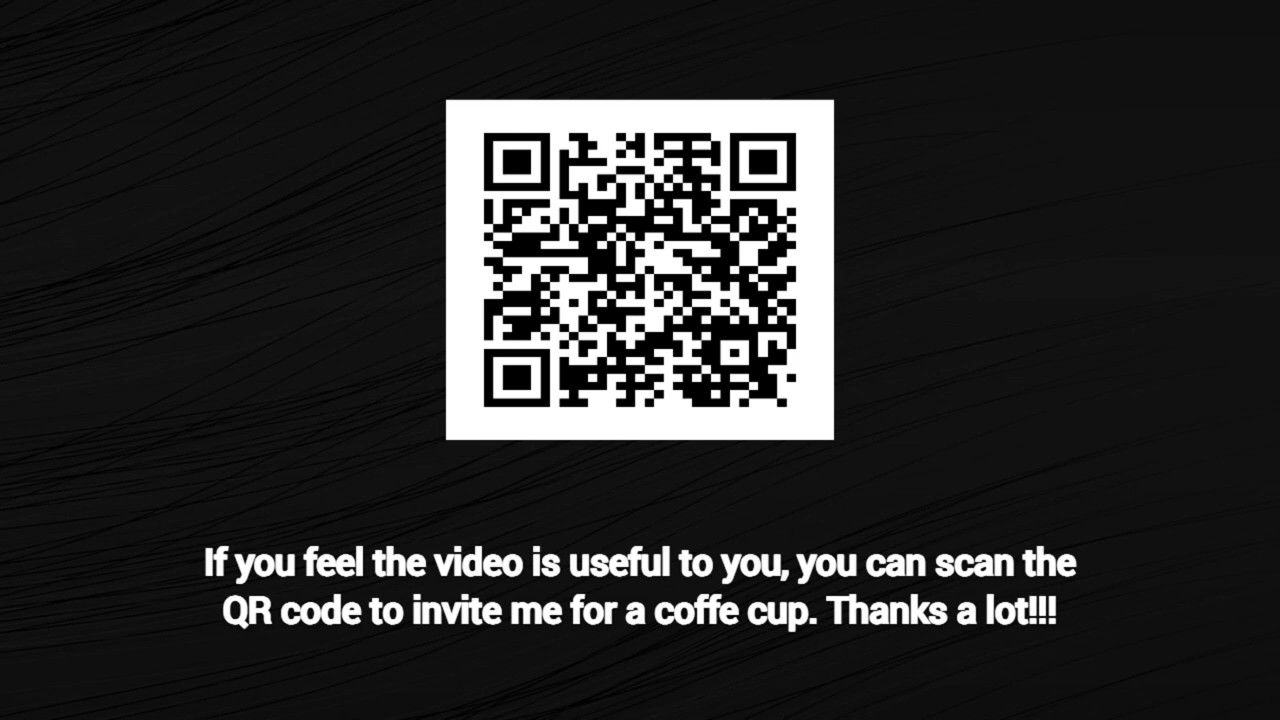 If you feel the video is useful to you, you can scan the
QR code to invite me for a coffe cup. Thanks a lot!!!